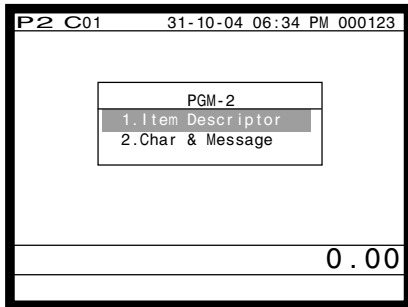 P2 C01 31-10-04 06:34 PM 000123
PGM-2
1.Item Descriptor
2.Char & Message
0.00